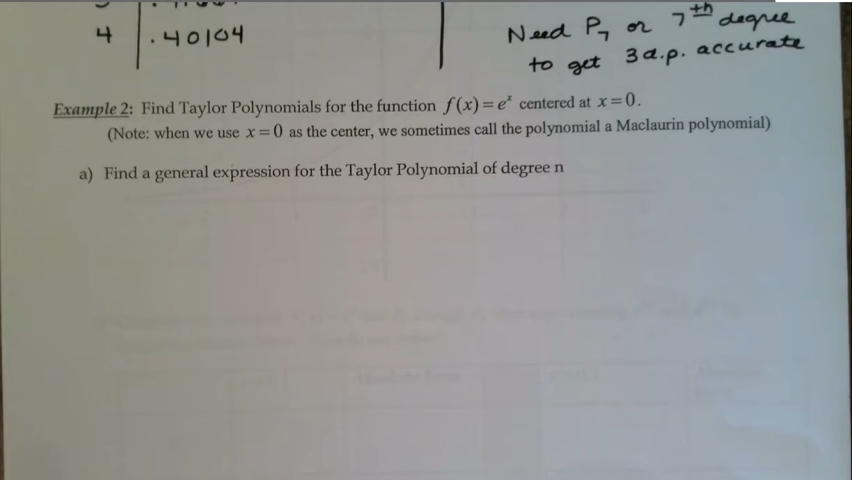 4 .40104
Need P₇ or 7th degree
to get 3 d.p. accurate
Example 2: Find Taylor Polynomials for the function f(x) = eˣ centered at x = 0.
(Note: when we use x = 0 as the center, we sometimes call the polynomial a Maclaurin polynomial)
a) Find a general expression for the Taylor Polynomial of degree n